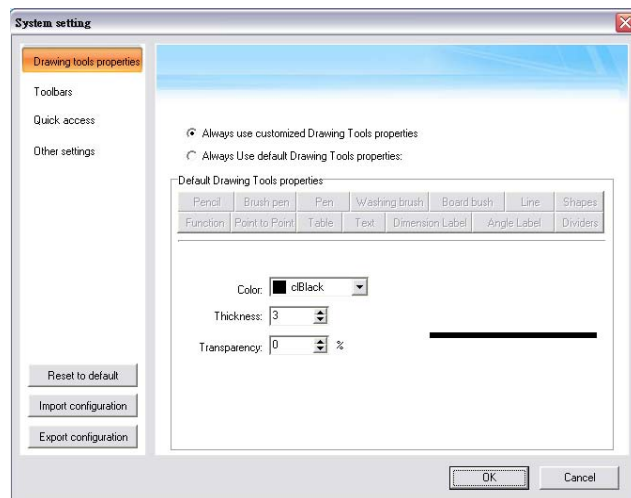 System setting
Drawing tools properties
Toolbars
Quick access
Other settings
Always use customized Drawing Tools properties
Always Use default Drawing Tools properties:
Default Drawing Tools properties
Pencil Brush pen Pen Washing brush Board bush Line Shapes
Function Point to Point Table Text Dimension Label Angle Label Dividers
Color: clBlack
Thickness: 3
Transparency: 0 %
Reset to default
Import configuration
Export configuration
OK Cancel